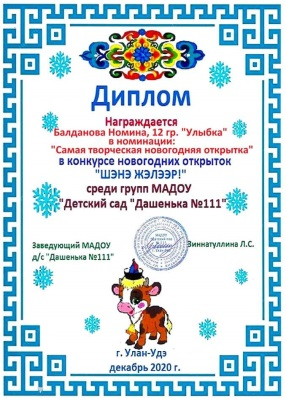 Диплом
Награждается
Балданова Номина, 12 гр. "Улыбка"
в номинации:
"Самая творческая новогодняя открытка"
в конкурсе новогодних открыток
"ШЭНЭ ЖЭЛЭЭР!"
среди групп МАДОУ
"Детский сад "Дашенька №111"
Заведующий МАДОУ
д/с "Дашенька №111"
Зиннатуллина Л.С.
г. Улан-Удэ
декабрь 2020 г.